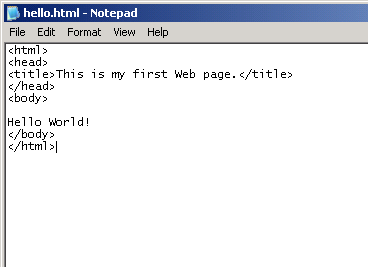 hello.html - Notepad
File Edit Format View Help
<html>
<head>
<title>This is my first Web page.</title>
</head>
<body>

Hello World!
</body>
</html>